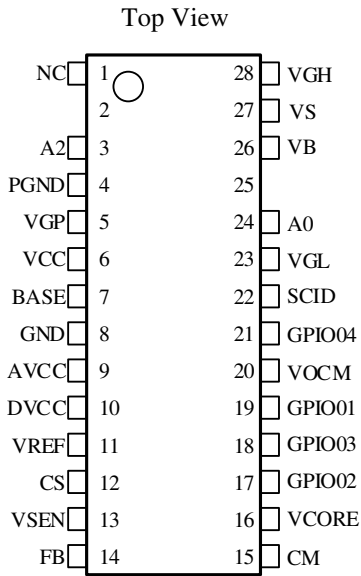 Top View
NC 1 28 VGH
2 27 VS
A2 3 26 VB
PGND 4 25
VGP 5 24 A0
VCC 6 23 VGL
BASE 7 22 SCID
GND 8 21 GPIO04
AVCC 9 20 VOCM
DVCC 10 19 GPIO01
VREF 11 18 GPIO03
CS 12 17 GPIO02
VSEN 13 16 VCORE
FB 14 15 CM